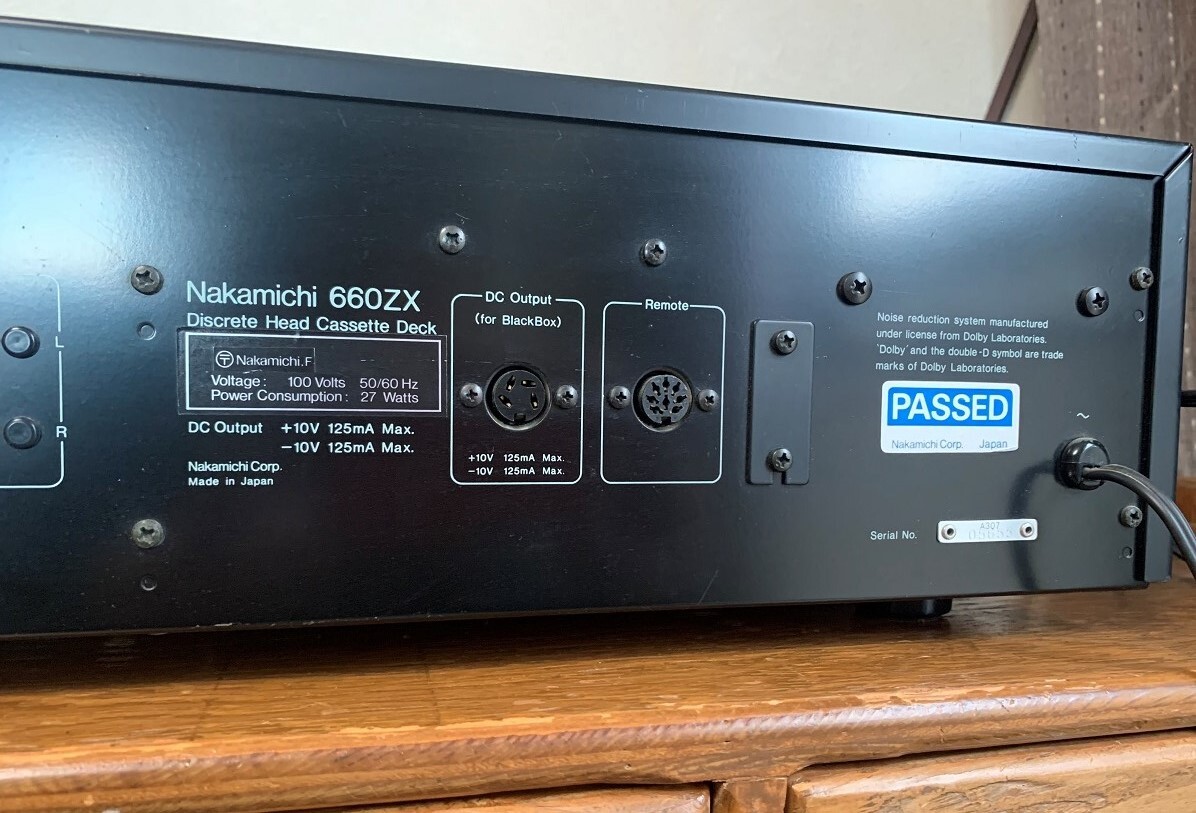 L
R
Nakamichi 660ZX
Discrete Head Cassette Deck
Nakamichi.F
Voltage: 100 Volts 50/60 Hz
Power Consumption: 27 Watts
DC Output +10V 125mA Max.
−10V 125mA Max.
Nakamichi Corp.
Made in Japan
DC Output
(for BlackBox)
+10V 125mA Max.
−10V 125mA Max.
Remote
Noise reduction system manufactured
under license from Dolby Laboratories.
'Dolby' and the double-D symbol are trade
marks of Dolby Laboratories.
PASSED
Nakamichi Corp. Japan
~
Serial No.
A307